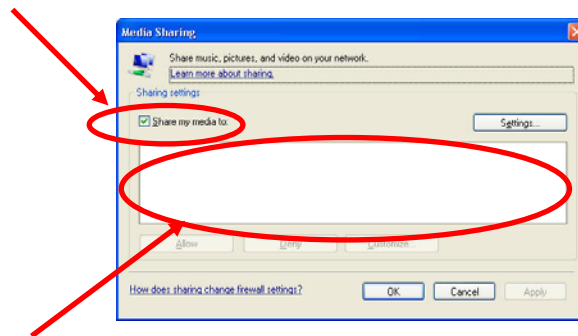 Media Sharing
Share music, pictures, and video on your network.
Learn more about sharing.
Sharing settings
Share my media to:
Settings...
Allow
Deny
Customize...
How does sharing change firewall settings?
OK
Cancel
Apply